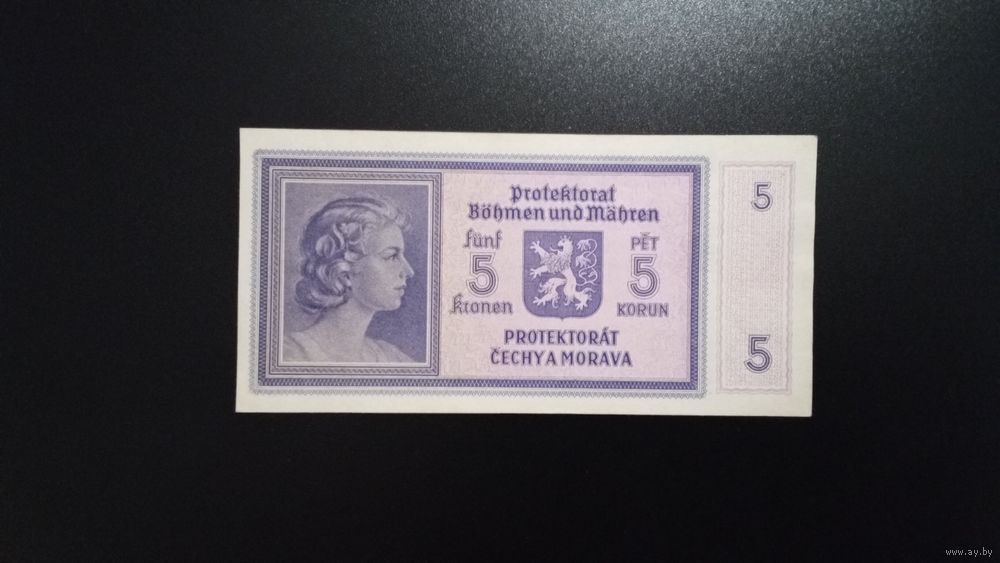 Protektorat
Böhmen und Mähren
fünf
5
Kronen
PĚT
5
KORUN
PROTEKTORÁT
ČECHY A MORAVA
5
5
www.ay.by